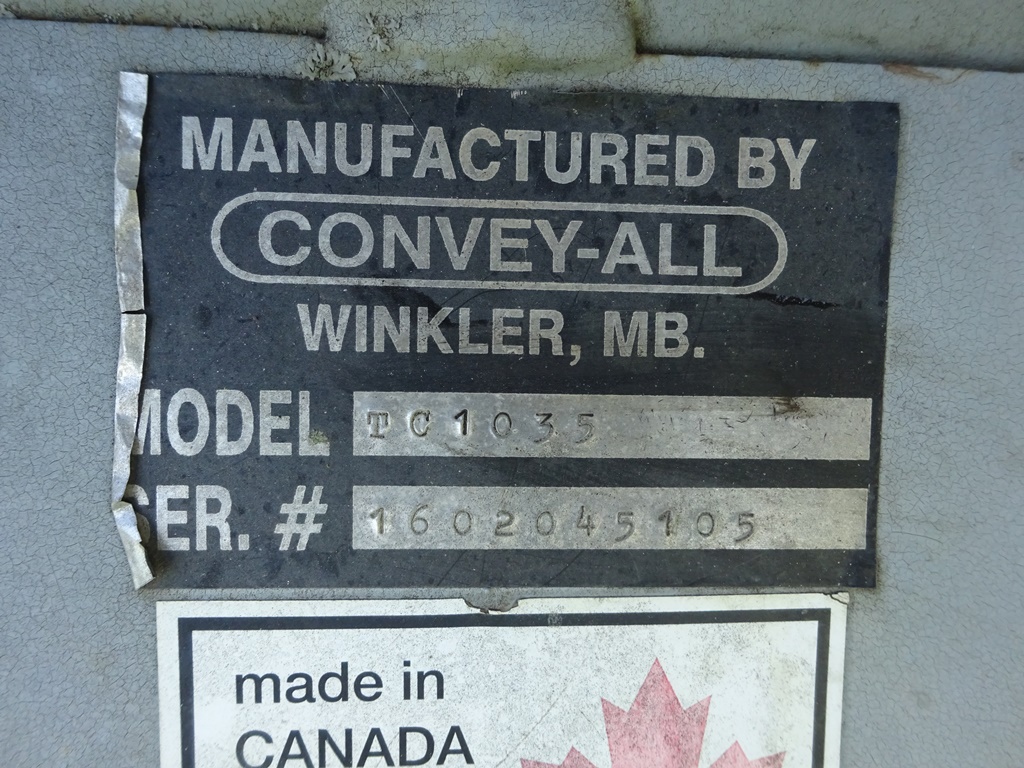 MANUFACTURED BY
CONVEY-ALL
WINKLER, MB.
MODEL TC1035
SER. # 1602045105
made in
CANADA